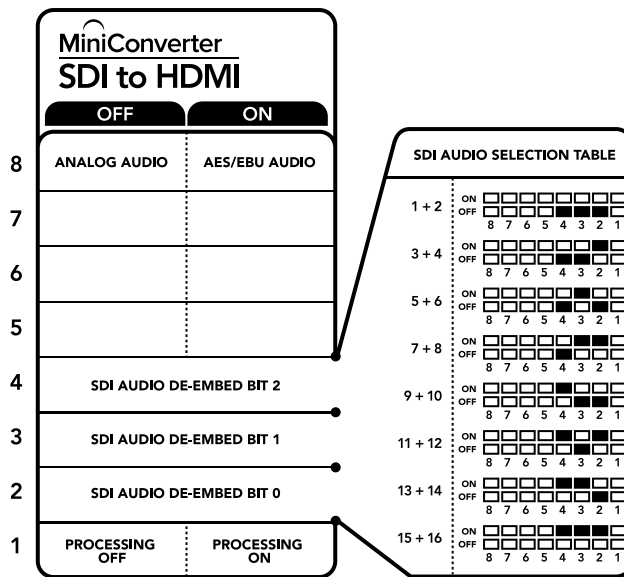 MiniConverter
SDI to HDMI
OFF ON
8 ANALOG AUDIO AES/EBU AUDIO
7
6
5
4 SDI AUDIO DE-EMBED BIT 2
3 SDI AUDIO DE-EMBED BIT 1
2 SDI AUDIO DE-EMBED BIT 0
1 PROCESSING OFF PROCESSING ON
SDI AUDIO SELECTION TABLE
1 + 2 ON
OFF
8 7 6 5 4 3 2 1
3 + 4 ON
OFF
8 7 6 5 4 3 2 1
5 + 6 ON
OFF
8 7 6 5 4 3 2 1
7 + 8 ON
OFF
8 7 6 5 4 3 2 1
9 + 10 ON
OFF
8 7 6 5 4 3 2 1
11 + 12 ON
OFF
8 7 6 5 4 3 2 1
13 + 14 ON
OFF
8 7 6 5 4 3 2 1
15 + 16 ON
OFF
8 7 6 5 4 3 2 1